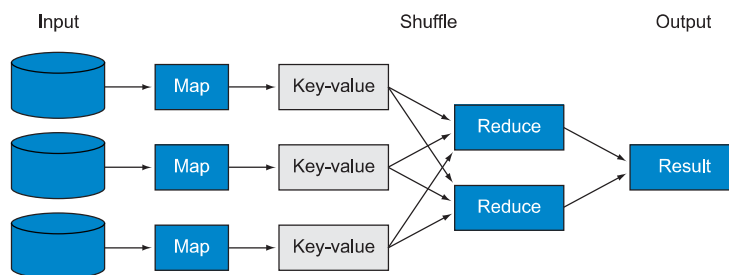 Input
Shuffle
Output
Map
Key-value
Reduce
Map
Key-value
Result
Reduce
Map
Key-value